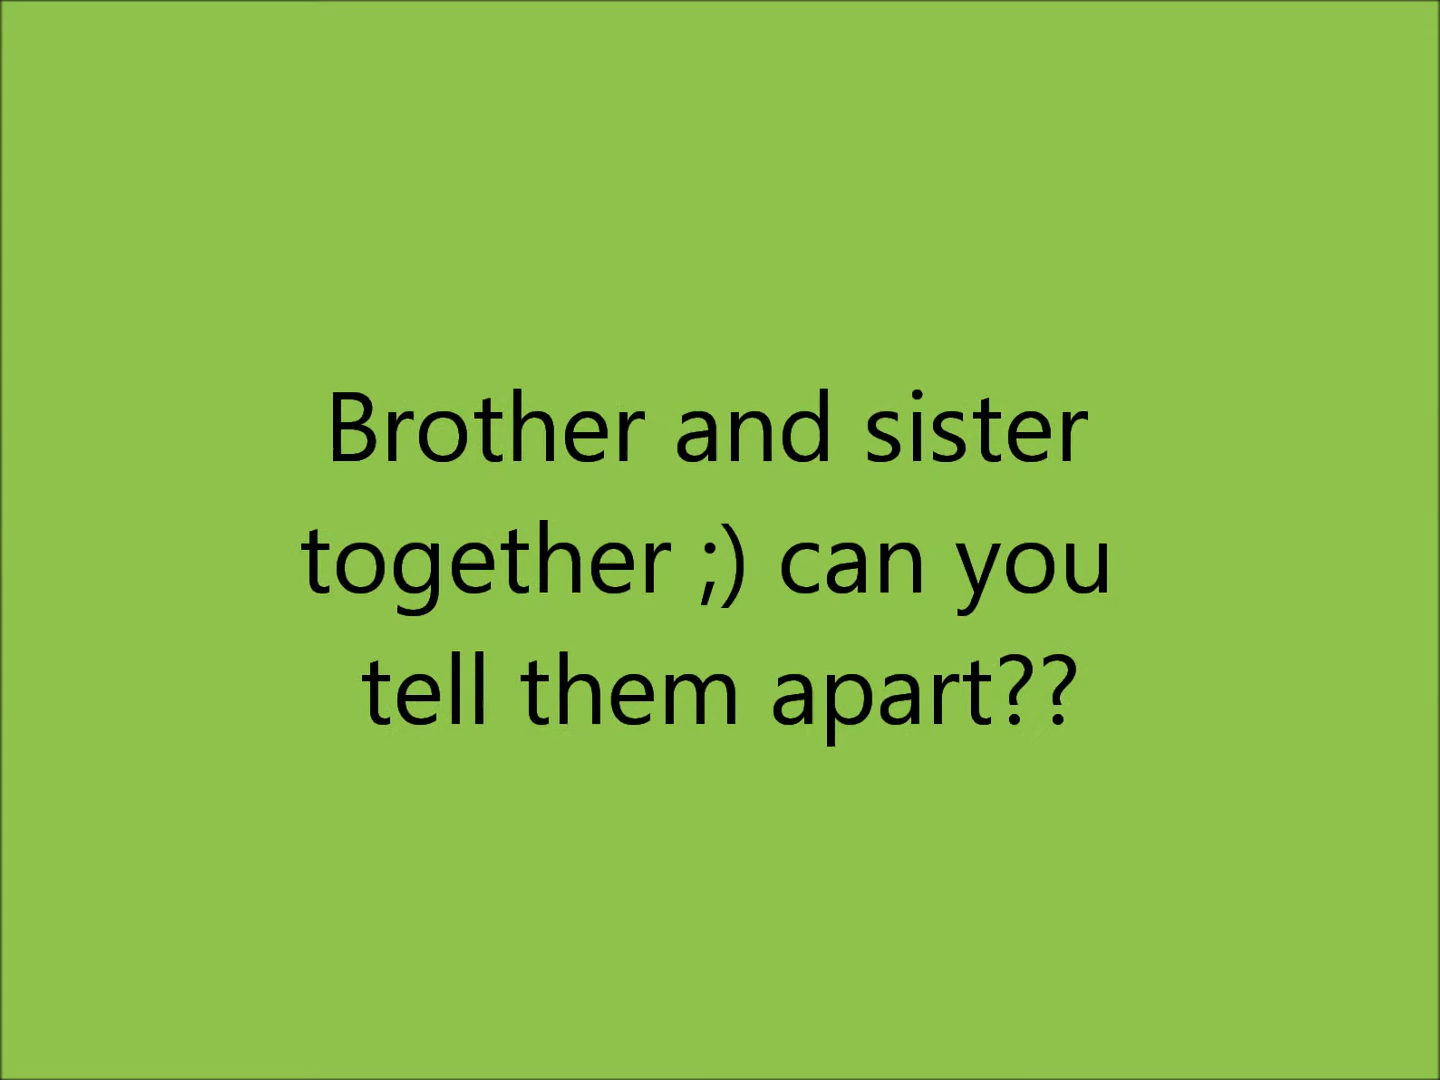 Brother and sister
together ;) can you
tell them apart??